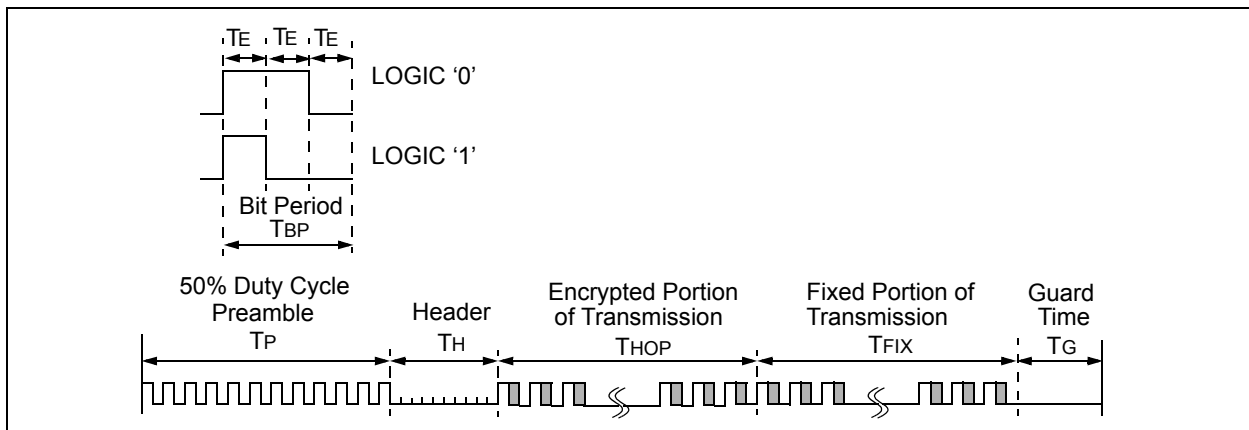 TE TE TE
LOGIC ‘0’
LOGIC ‘1’
Bit Period
TBP
50% Duty Cycle
Preamble
TP
Header
TH
Encrypted Portion
of Transmission
THOP
Fixed Portion of
Transmission
TFIX
Guard
Time
TG